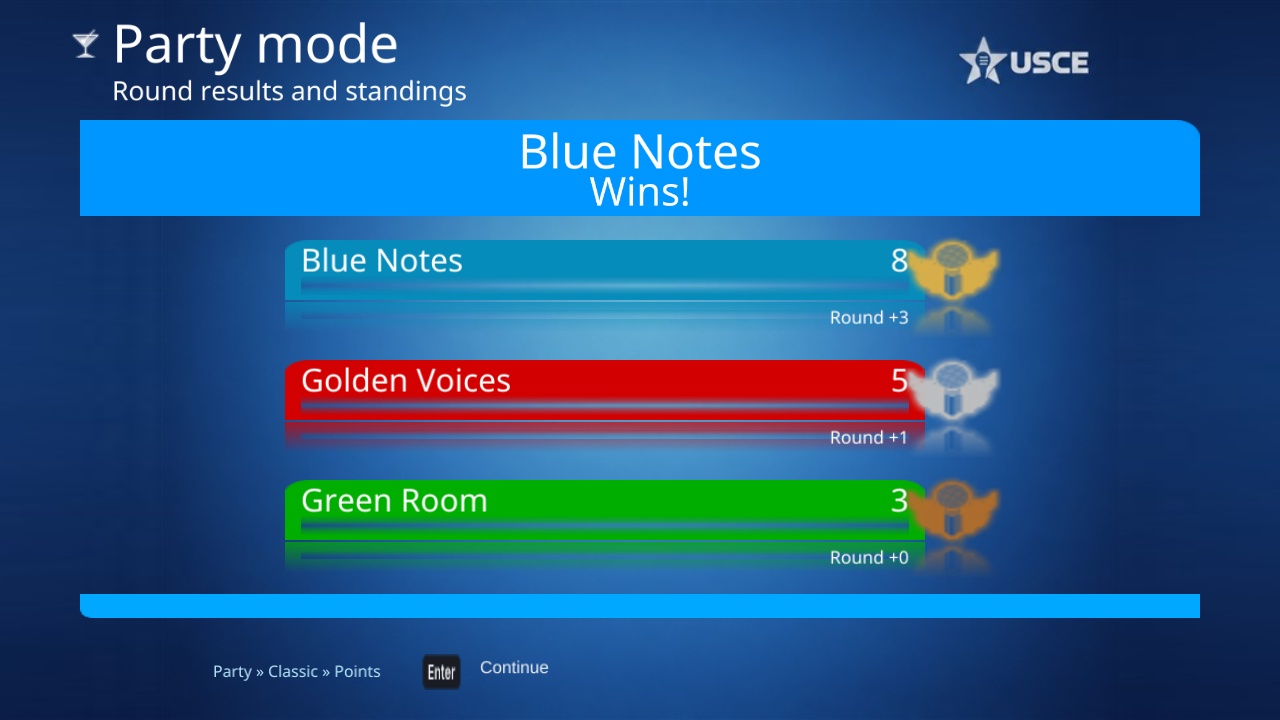 Party mode
Round results and standings
USCE
Blue Notes
Wins!
Blue Notes 8
Round +3
Golden Voices 5
Round +1
Green Room 3
Round +0
Party » Classic » Points Enter Continue